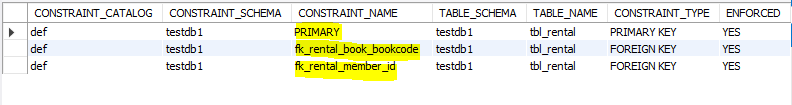 CONSTRAINT_CATALOG CONSTRAINT_SCHEMA CONSTRAINT_NAME TABLE_SCHEMA TABLE_NAME CONSTRAINT_TYPE ENFORCED
def testdb1 PRIMARY testdb1 tbl_rental PRIMARY KEY YES
def testdb1 fk_rental_book_bookcode testdb1 tbl_rental FOREIGN KEY YES
def testdb1 fk_rental_member_id testdb1 tbl_rental FOREIGN KEY YES